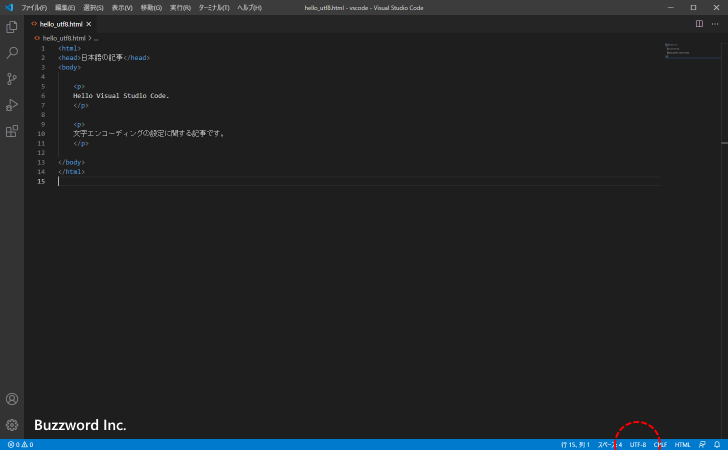 ファイル(F) 編集(E) 選択(S) 表示(V) 移動(G) 実行(R) ターミナル(T) ヘルプ(H) hello_utf8.html - vscode - Visual Studio Code
hello_utf8.html
hello_utf8.html > ...
1 <html>
2 <head>日本語の記事</head>
3 <body>
4
5 <p>
6 Hello Visual Studio Code.
7 </p>
8
9 <p>
10 文字エンコーディングの設定に関する記事です。
11 </p>
12
13 </body>
14 </html>
15
Buzzword Inc.
0 0 行 15, 列 1 スペース: 4 UTF-8 CRLF HTML